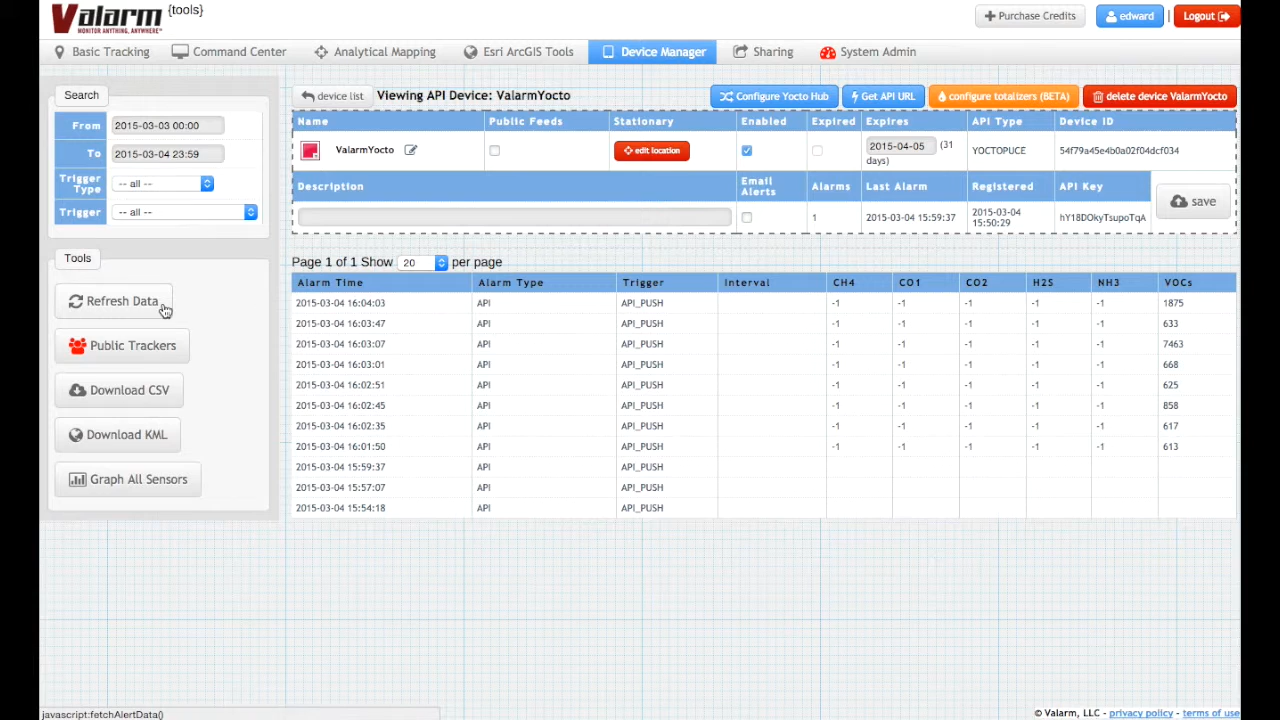 Valarm {tools}
MONITOR ANYTHING, ANYWHERE™
Purchase Credits
edward
Logout
Basic Tracking
Command Center
Analytical Mapping
Esri ArcGIS Tools
Device Manager
Sharing
System Admin
Search
From 2015-03-03 00:00
To 2015-03-04 23:59
Trigger Type -- all --
Trigger -- all --
Tools
Refresh Data
Public Trackers
Download CSV
Download KML
Graph All Sensors
device list Viewing API Device: ValarmYocto
Configure Yocto Hub
Get API URL
configure totalizers (BETA)
delete device ValarmYocto
Name Public Feeds Stationary Enabled Expired Expires API Type Device ID
ValarmYocto edit location 2015-04-05 (31 days) YOCTOPUCE 54f79a45e4b0a02f04dcf034
Description Email Alerts Alarms Last Alarm Registered API Key
1 2015-03-04 15:59:37 2015-03-04 15:50:29 hY18DOkyTsupoTqA
save
Page 1 of 1 Show 20 per page
Alarm Time Alarm Type Trigger Interval CH4 CO1 CO2 H2S NH3 VOCs
2015-03-04 16:04:03 API API_PUSH -1 -1 -1 -1 -1 1875
2015-03-04 16:03:47 API API_PUSH -1 -1 -1 -1 -1 633
2015-03-04 16:03:07 API API_PUSH -1 -1 -1 -1 -1 7463
2015-03-04 16:03:01 API API_PUSH -1 -1 -1 -1 -1 668
2015-03-04 16:02:51 API API_PUSH -1 -1 -1 -1 -1 625
2015-03-04 16:02:45 API API_PUSH -1 -1 -1 -1 -1 858
2015-03-04 16:02:35 API API_PUSH -1 -1 -1 -1 -1 617
2015-03-04 16:01:50 API API_PUSH -1 -1 -1 -1 -1 613
2015-03-04 15:59:37 API API_PUSH
2015-03-04 15:57:07 API API_PUSH
2015-03-04 15:54:18 API API_PUSH
javascript:fetchAlertData()
© Valarm, LLC - privacy policy - terms of use